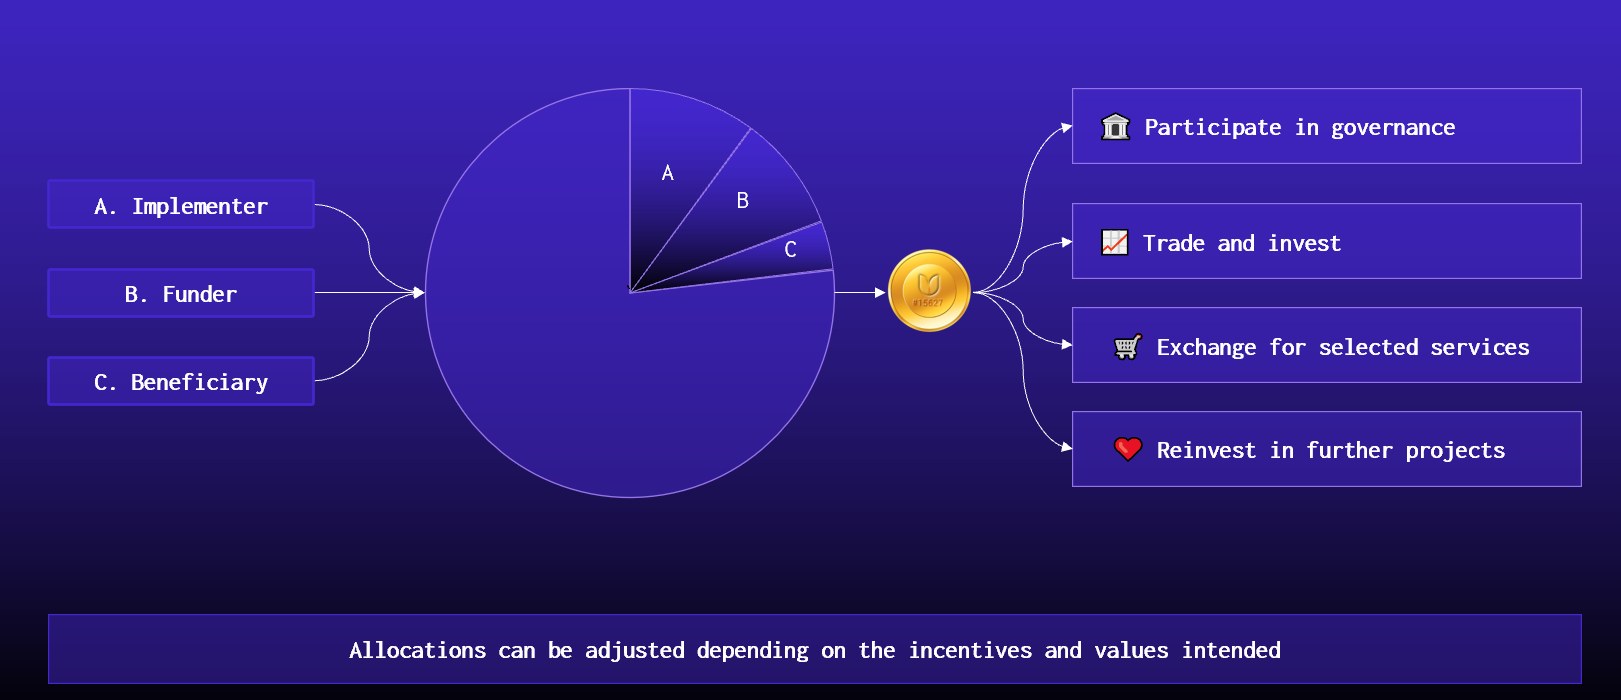 A. Implementer
B. Funder
C. Beneficiary
A
B
C
#15627
Participate in governance
Trade and invest
Exchange for selected services
Reinvest in further projects
Allocations can be adjusted depending on the incentives and values intended